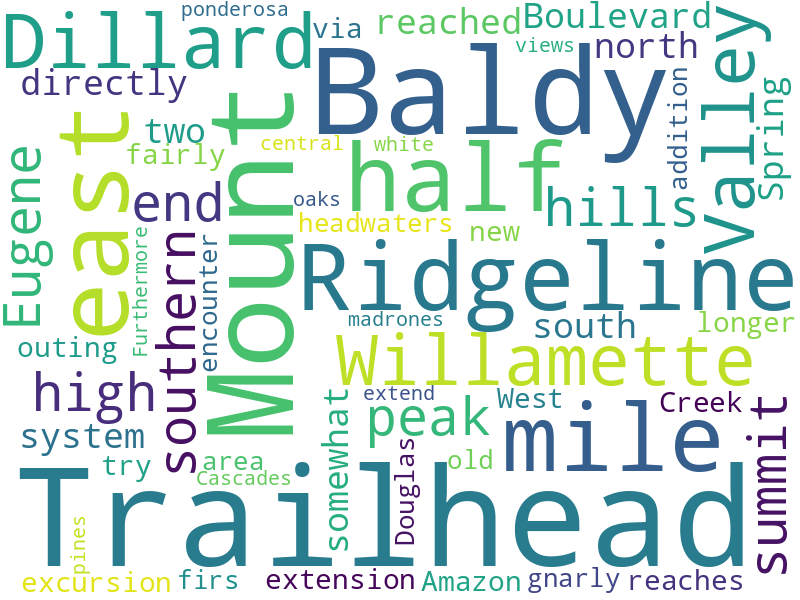 ponderosa
Dillard
via
reached
Boulevard
views
north
directly
Baldy
valley
Mount
east
two
fairly
central
white
half
addition
Spring
Eugene
end
oaks
hills
headwaters
new
southern
Furthermore
encounter
Ridgeline
madrones
south
longer
outing
Willamette
high
extend
peak
West
Creek
system
somewhat
mile
summit
try
area
Cascades
Douglas
old
Trailhead
pines
excursion
firs
extension
Amazon
gnarly
reaches